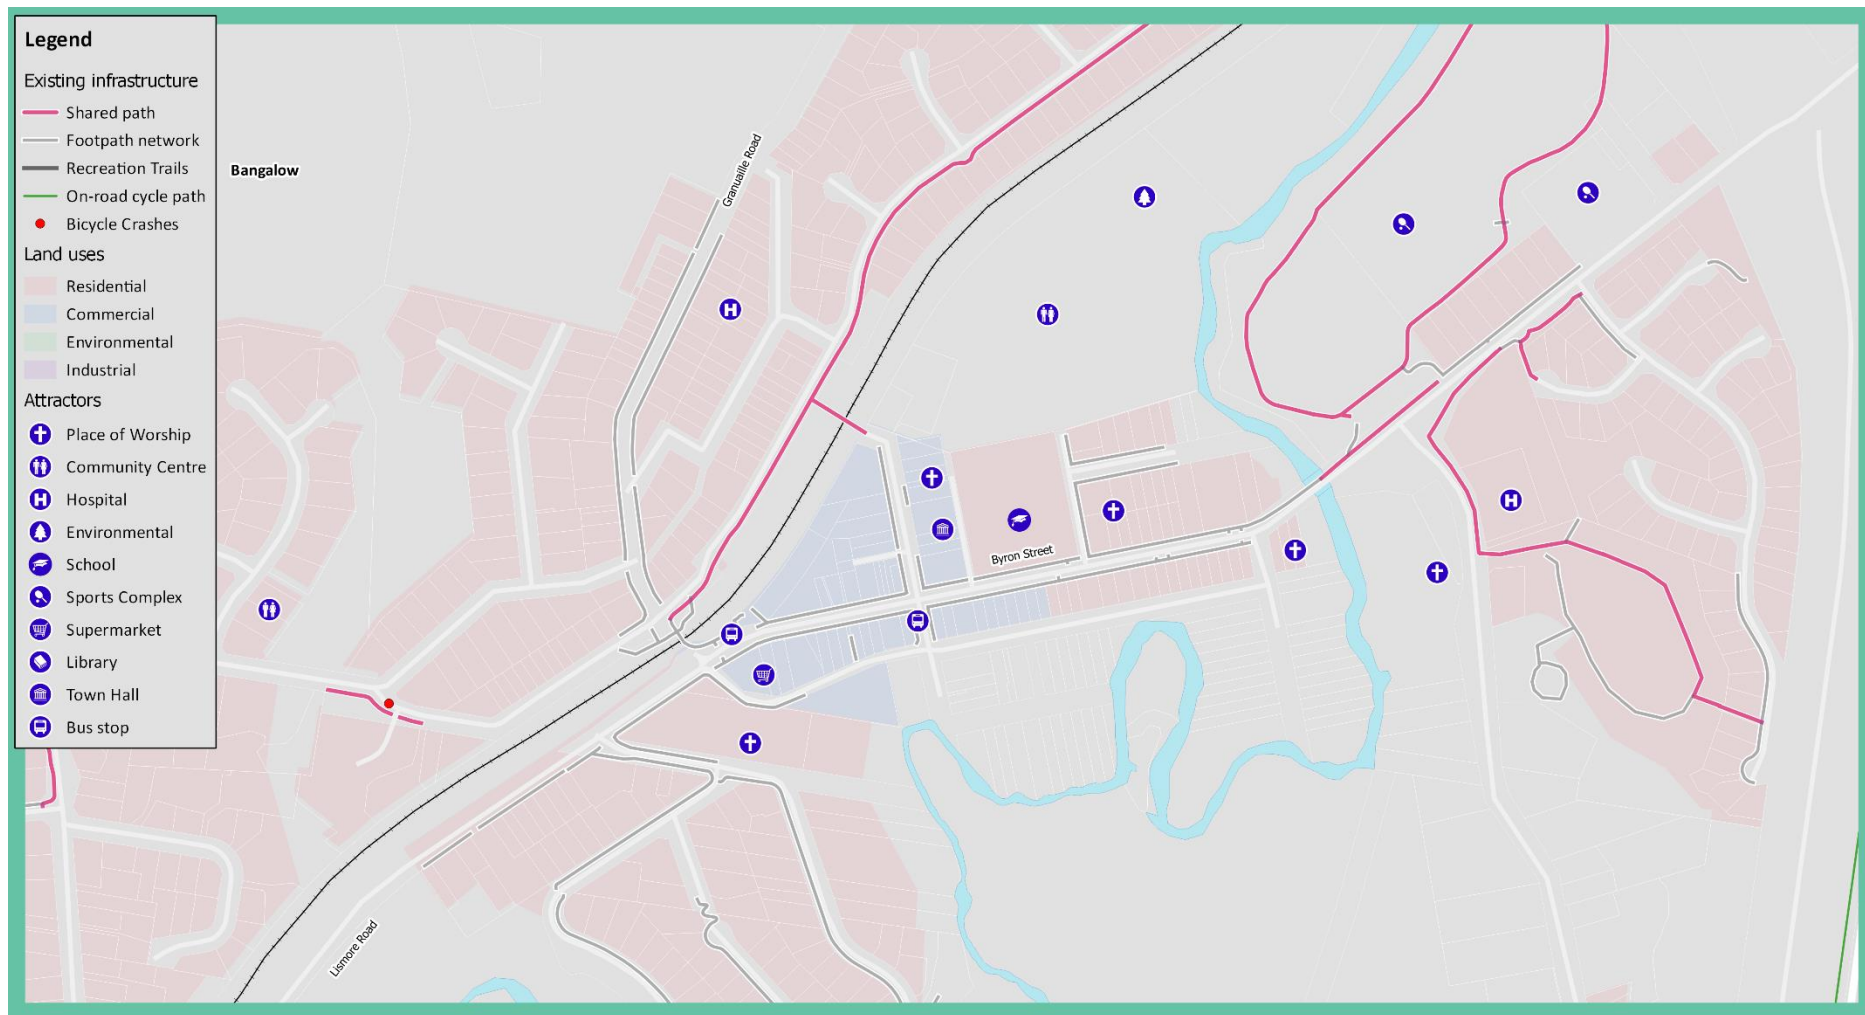 Legend
Existing infrastructure
Shared path
Footpath network
Recreation Trails
On-road cycle path
Bicycle Crashes
Land uses
Residential
Commercial
Environmental
Industrial
Attractors
Place of Worship
Community Centre
Hospital
Environmental
School
Sports Complex
Supermarket
Library
Town Hall
Bus stop
Bangalow
Granuaille Road
H
H
Byron Street
Lismore Road